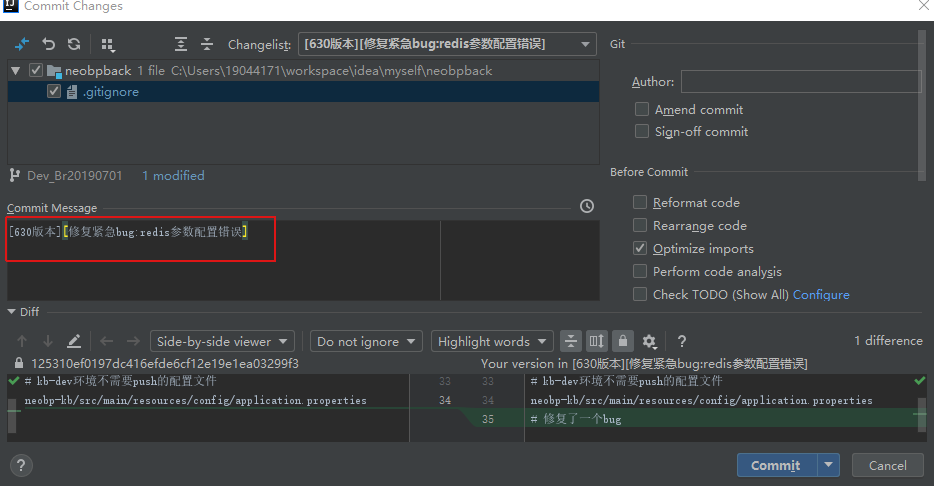 Commit Changes
Changelist: [630版本][修复紧急bug:redis参数配置错误]
neobpback 1 file C:\Users\19044171\workspace\idea\myself\neobpback
.gitignore
Dev_Br20190701 1 modified
Git
Author:
Amend commit
Sign-off commit
Before Commit
Reformat code
Rearrange code
Optimize imports
Perform code analysis
Check TODO (Show All) Configure
Commit Message
[630版本][修复紧急bug:redis参数配置错误]
Diff
Side-by-side viewer Do not ignore Highlight words ? 1 difference
125310ef0197dc416efde6cf12e19e1ea03299f3 Your version in [630版本][修复紧急bug:redis参数配置错误]
# kb-dev环境不需要push的配置文件 33 33 # kb-dev环境不需要push的配置文件
neobp-kb/src/main/resources/config/application.properties 34 34 neobp-kb/src/main/resources/config/application.properties
35 # 修复了一个bug
? Commit Cancel